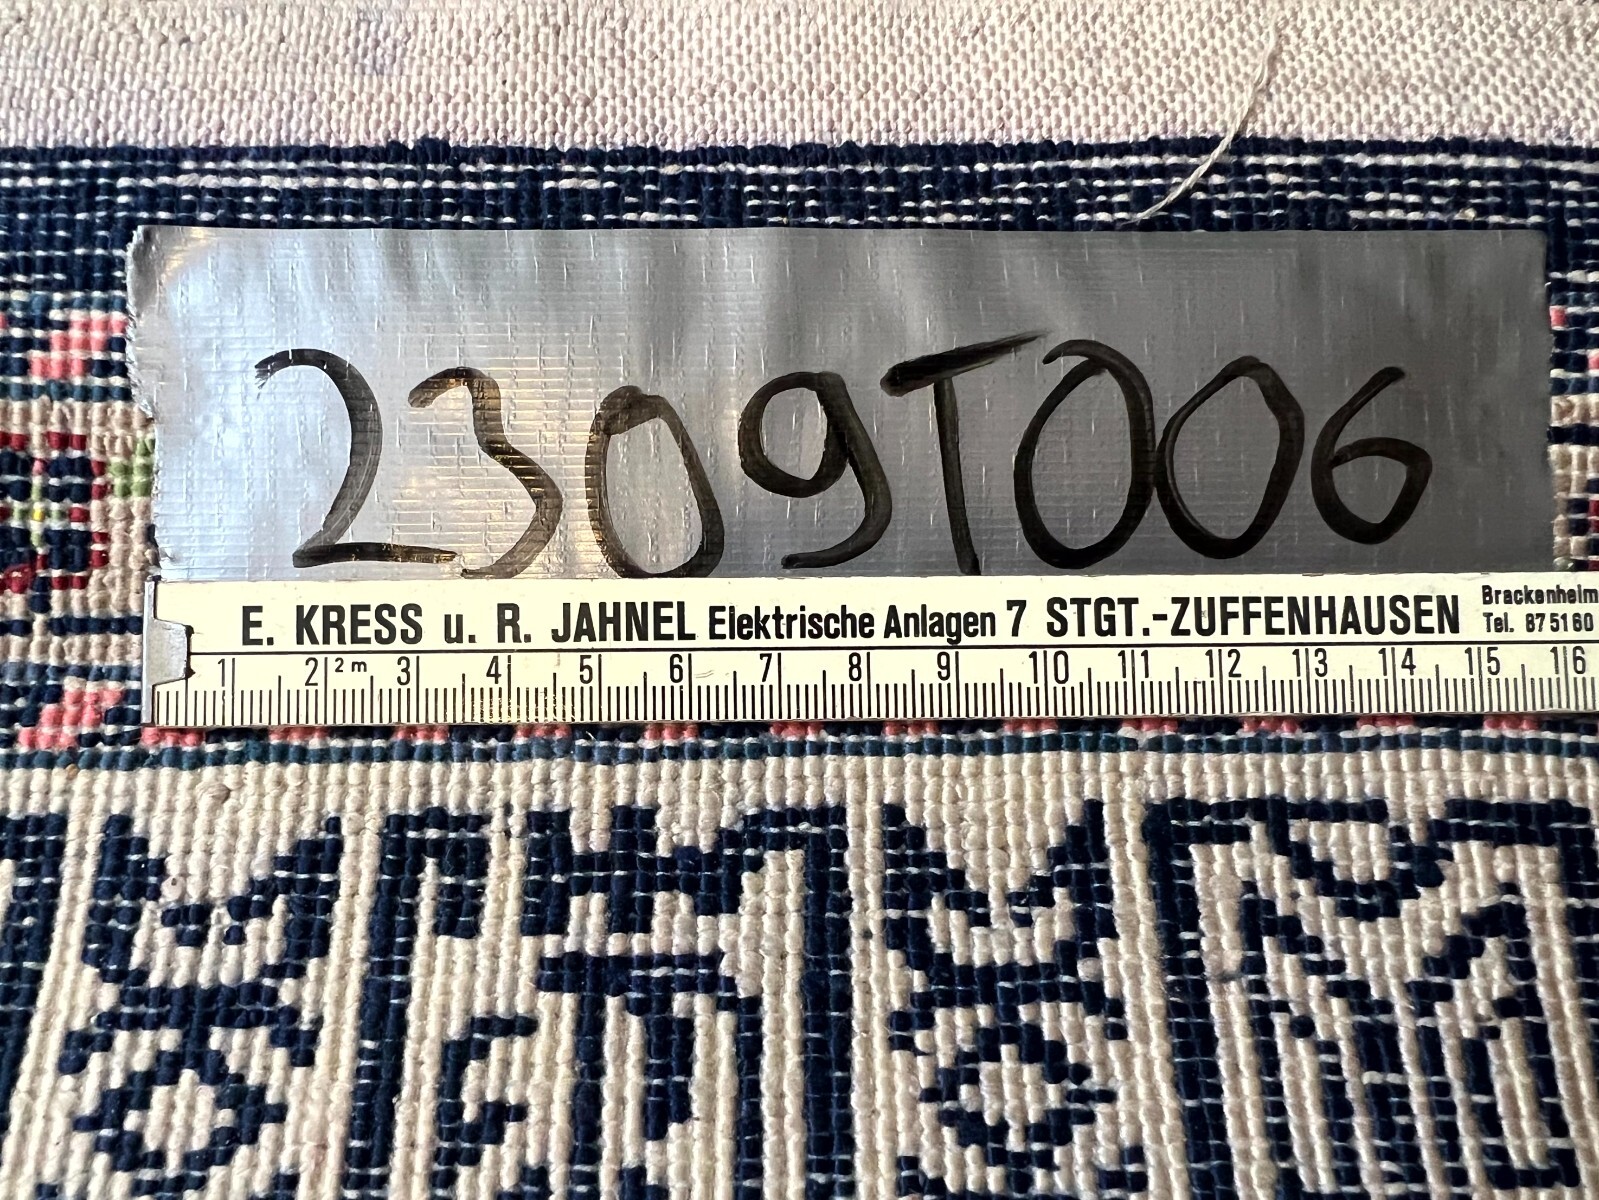 2309T006
E. KRESS u. R. JAHNEL Elektrische Anlagen 7 STGT.-ZUFFENHAUSEN Brackenheim
Tel. 875160
1 2 2m 3 4 5 6 7 8 9 10 11 12 13 14 15 16